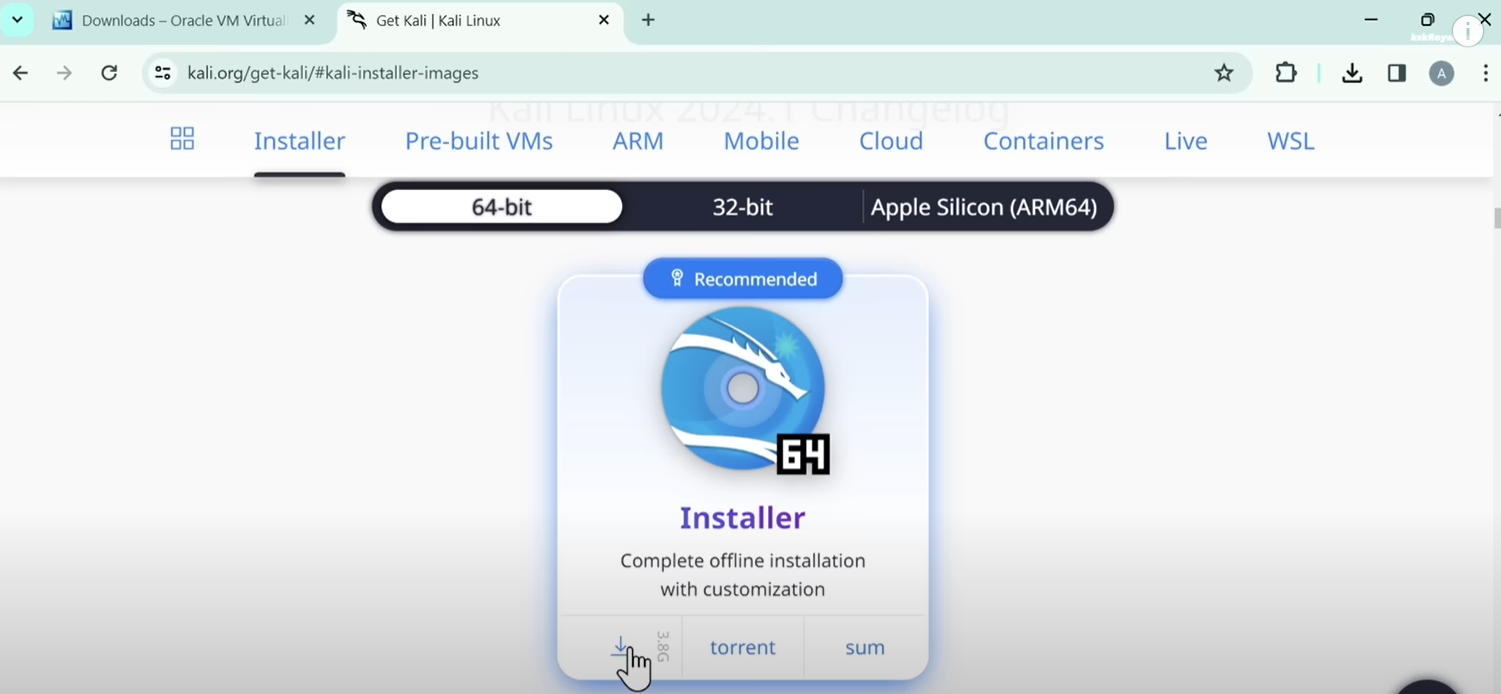 Downloads – Oracle VM Virtual
Get Kali | Kali Linux
kali.org/get-kali/#kali-installer-images
A
Kali Linux 2024.1 Changelog
Installer
Pre-built VMs
ARM
Mobile
Cloud
Containers
Live
WSL
64-bit
32-bit
Apple Silicon (ARM64)
Recommended
64
Installer
Complete offline installation
with customization
3.8G
torrent
sum